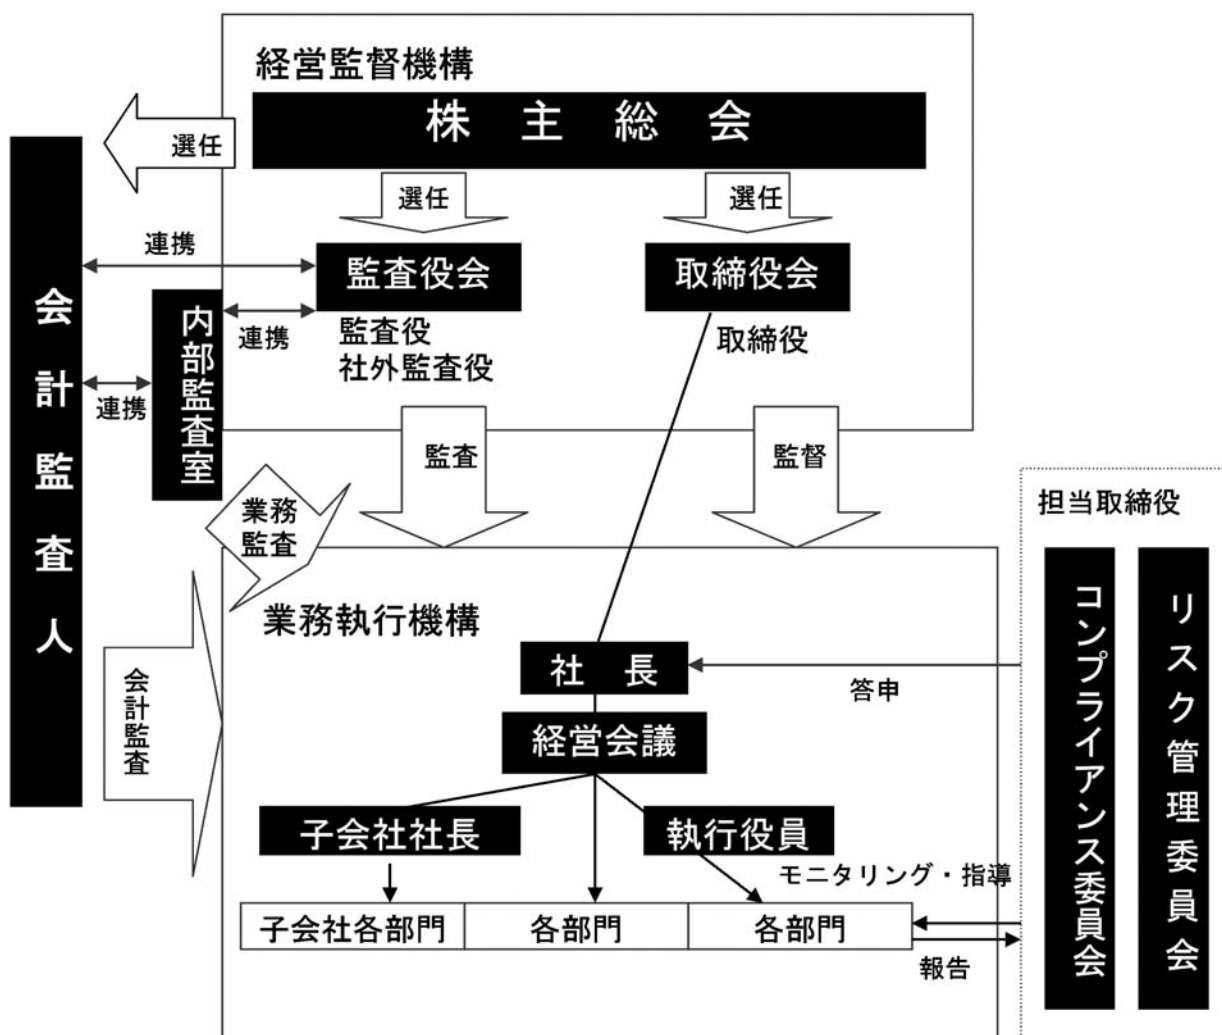 経営監督機構
株主総会
選任
選任
選任
連携
監査役会
取締役会
会計監査人
内部監査室
連携
監査役
社外監査役
取締役
連携
監査
監督
業務
監査
担当取締役
業務執行機構
コンプライアンス委員会
リスク管理委員会
社長
答申
会計監査
経営会議
子会社社長
執行役員
モニタリング・指導
子会社各部門
各部門
各部門
報告